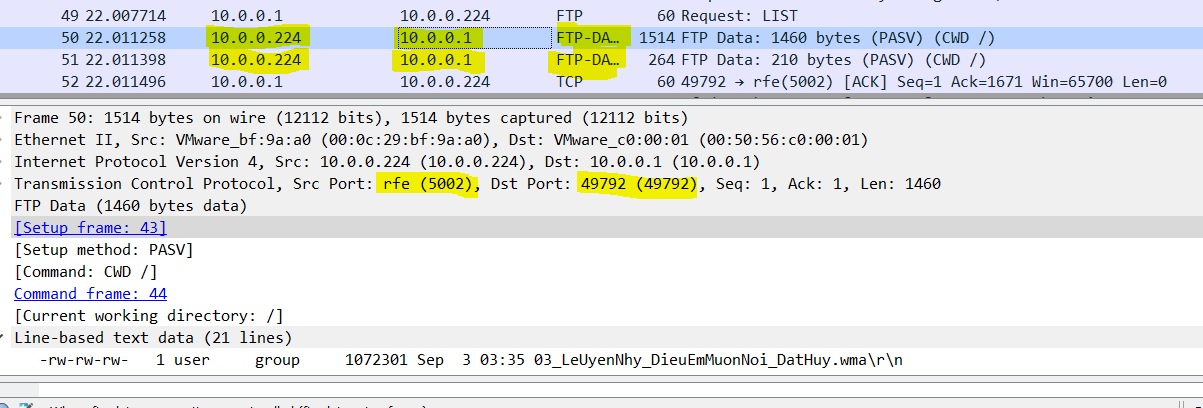 49 22.007714 10.0.0.1 10.0.0.224 FTP 60 Request: LIST
50 22.011258 10.0.0.224 10.0.0.1 FTP-DA… 1514 FTP Data: 1460 bytes (PASV) (CWD /)
51 22.011398 10.0.0.224 10.0.0.1 FTP-DA… 264 FTP Data: 210 bytes (PASV) (CWD /)
52 22.011496 10.0.0.1 10.0.0.224 TCP 60 49792 → rfe(5002) [ACK] Seq=1 Ack=1671 Win=65700 Len=0
Frame 50: 1514 bytes on wire (12112 bits), 1514 bytes captured (12112 bits)
Ethernet II, Src: VMware_bf:9a:a0 (00:0c:29:bf:9a:a0), Dst: VMware_c0:00:01 (00:50:56:c0:00:01)
Internet Protocol Version 4, Src: 10.0.0.224 (10.0.0.224), Dst: 10.0.0.1 (10.0.0.1)
Transmission Control Protocol, Src Port: rfe (5002), Dst Port: 49792 (49792), Seq: 1, Ack: 1, Len: 1460
FTP Data (1460 bytes data)
[Setup frame: 43]
[Setup method: PASV]
[Command: CWD /]
Command frame: 44
[Current working directory: /]
Line-based text data (21 lines)
-rw-rw-rw- 1 user group 1072301 Sep 3 03:35 03_LeUyenNhy_DieuEmMuonNoi_DatHuy.wma\r\n